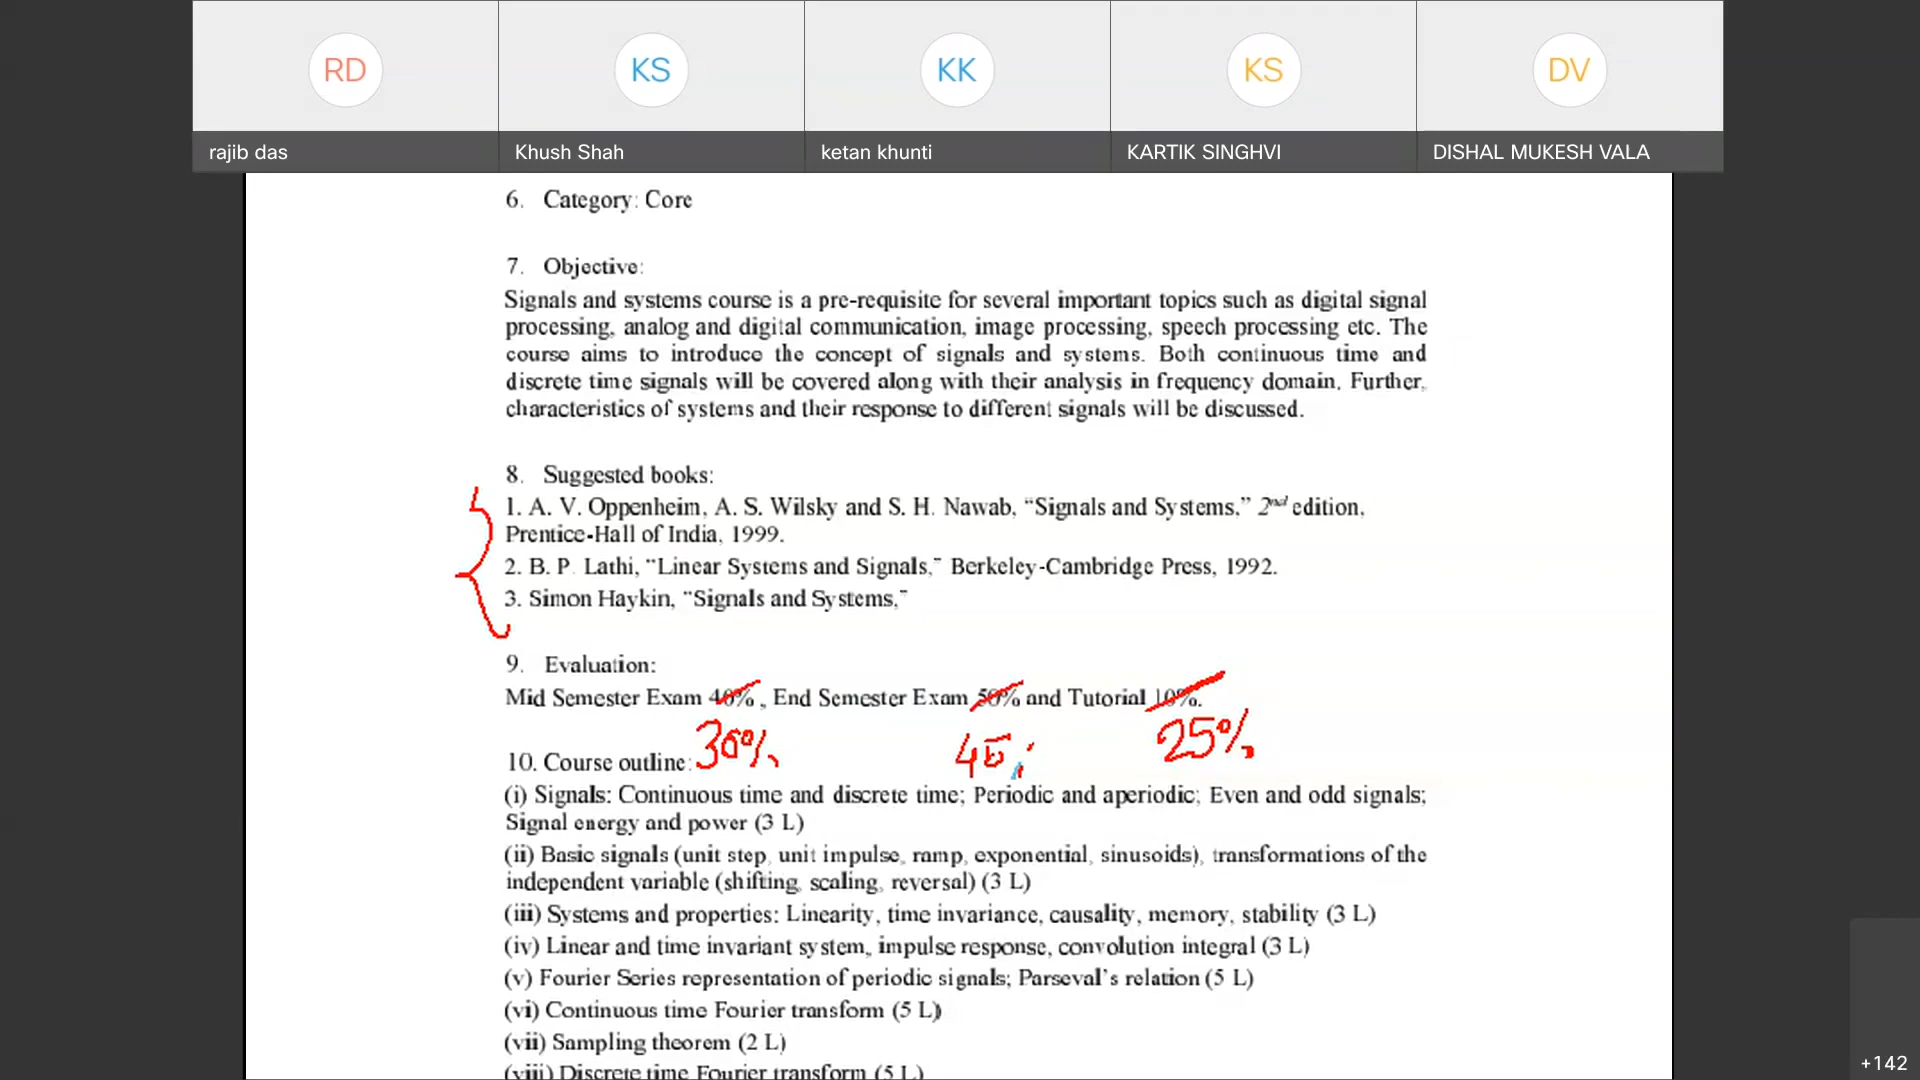 RD
KS
KK
KS
DV
rajib das
Khush Shah
ketan khunti
KARTIK SINGHVI
DISHAL MUKESH VALA
6. Category: Core
7. Objective:
Signals and systems course is a pre-requisite for several important topics such as digital signal
processing, analog and digital communication, image processing, speech processing etc. The
course aims to introduce the concept of signals and systems. Both continuous time and
discrete time signals will be covered along with their analysis in frequency domain. Further,
characteristics of systems and their response to different signals will be discussed.
8. Suggested books:
1. A. V. Oppenheim, A. S. Wilsky and S. H. Nawab, “Signals and Systems,” 2nd edition,
Prentice-Hall of India, 1999.
2. B. P. Lathi, “Linear Systems and Signals,” Berkeley-Cambridge Press, 1992.
3. Simon Haykin, “Signals and Systems,”
9. Evaluation:
Mid Semester Exam 40%, End Semester Exam 50% and Tutorial 10%.
30% 45 25%
10. Course outline:
(i) Signals: Continuous time and discrete time; Periodic and aperiodic; Even and odd signals;
Signal energy and power (3 L)
(ii) Basic signals (unit step, unit impulse, ramp, exponential, sinusoids), transformations of the
independent variable (shifting, scaling, reversal) (3 L)
(iii) Systems and properties: Linearity, time invariance, causality, memory, stability (3 L)
(iv) Linear and time invariant system, impulse response, convolution integral (3 L)
(v) Fourier Series representation of periodic signals; Parseval's relation (5 L)
(vi) Continuous time Fourier transform (5 L)
(vii) Sampling theorem (2 L)
(viii) Discrete time Fourier transform (5 L)
+142